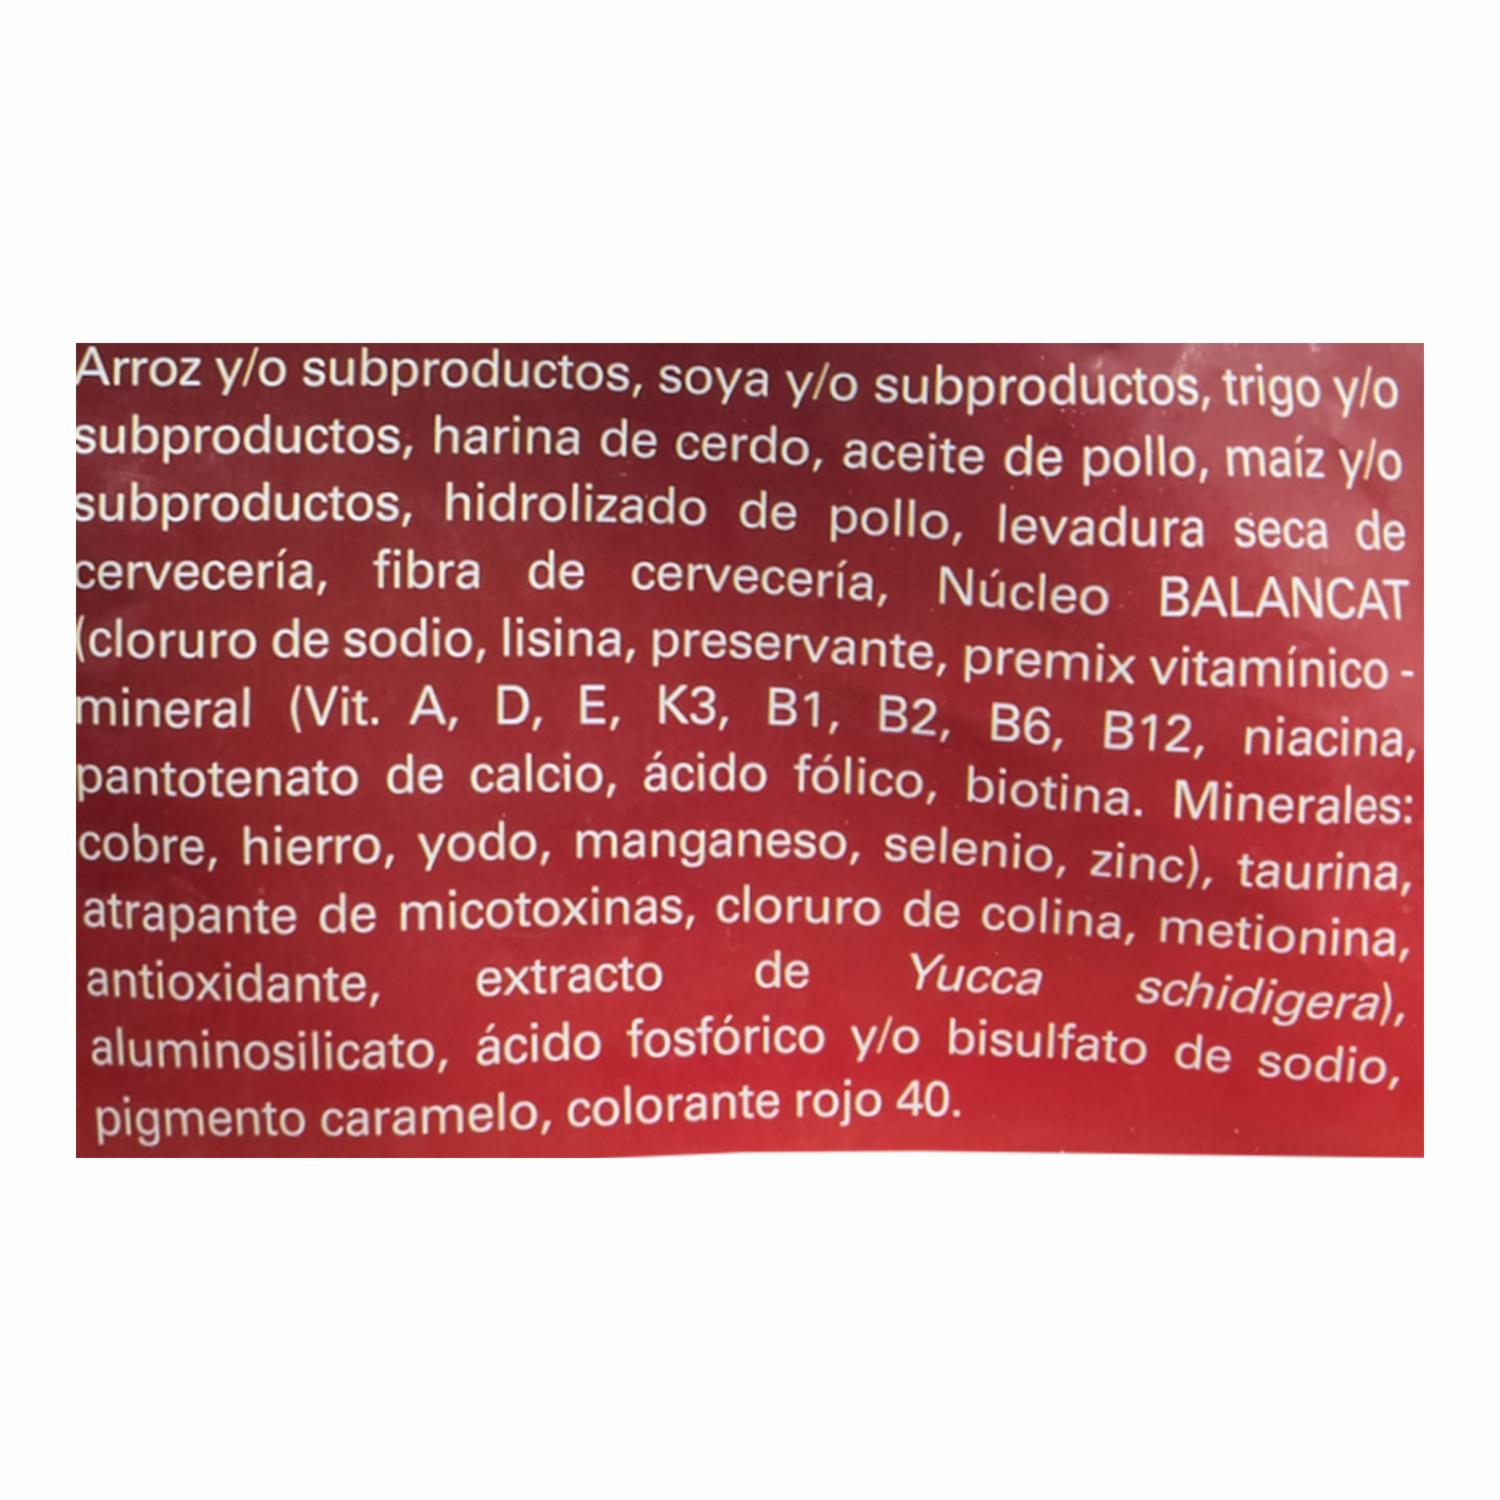 Arroz y/o subproductos, soya y/o subproductos, trigo y/o
subproductos, harina de cerdo, aceite de pollo, maíz y/o
subproductos, hidrolizado de pollo, levadura seca de
cervecería, fibra de cervecería, Núcleo BALANCAT
(cloruro de sodio, lisina, preservante, premix vitamínico -
mineral (Vit. A, D, E, K3, B1, B2, B6, B12, niacina,
pantotenato de calcio, ácido fólico, biotina. Minerales:
cobre, hierro, yodo, manganeso, selenio, zinc), taurina,
atrapante de micotoxinas, cloruro de colina, metionina,
antioxidante, extracto de Yucca schidigera),
aluminosilicato, ácido fosfórico y/o bisulfato de sodio,
pigmento caramelo, colorante rojo 40.